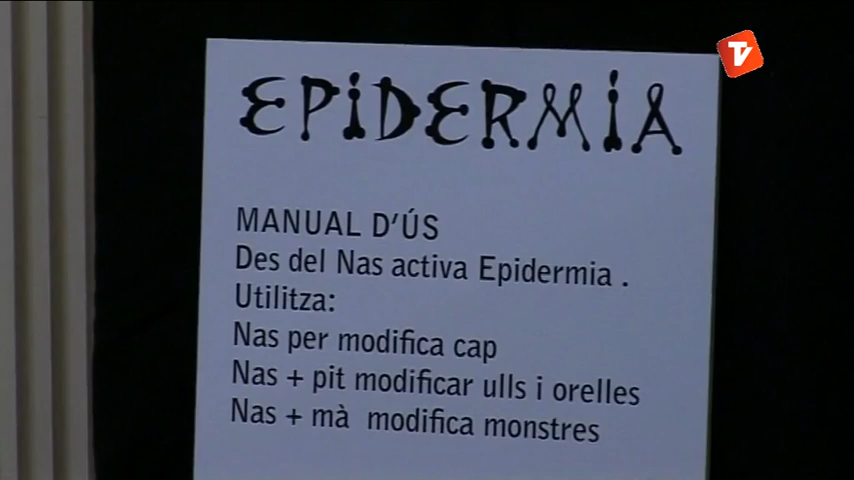 TV
EPIDERMIA
MANUAL D'ÚS
Des del Nas activa Epidermia .
Utilitza:
Nas per modifica cap
Nas + pit modificar ulls i orelles
Nas + mà modifica monstres